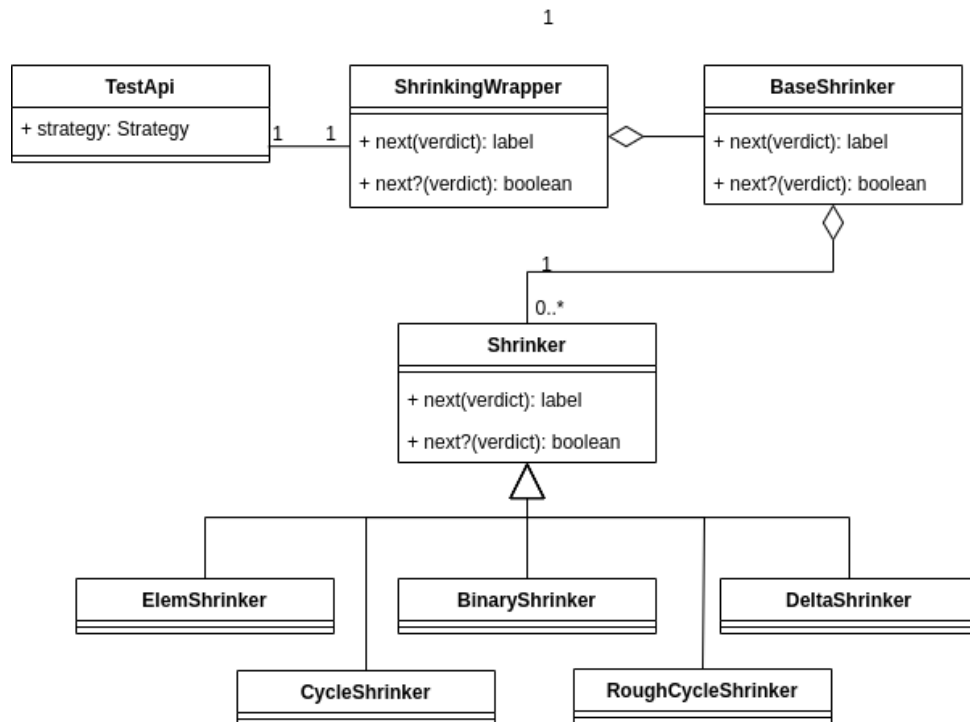 1
TestApi
+ strategy: Strategy
1
1
ShrinkingWrapper
+ next(verdict): label
+ next?(verdict): boolean
BaseShrinker
+ next(verdict): label
+ next?(verdict): boolean
1
0..*
Shrinker
+ next(verdict): label
+ next?(verdict): boolean
ElemShrinker
BinaryShrinker
DeltaShrinker
CycleShrinker
RoughCycleShrinker